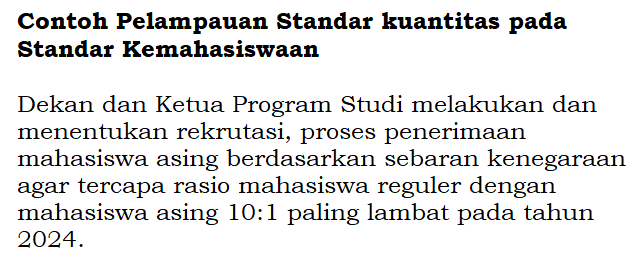 Contoh Pelampauan Standar kuantitas pada
Standar Kemahasiswaan
Dekan dan Ketua Program Studi melakukan dan
menentukan rekrutasi, proses penerimaan
mahasiswa asing berdasarkan sebaran kenegaraan
agar tercapa rasio mahasiswa reguler dengan
mahasiswa asing 10:1 paling lambat pada tahun
2024.